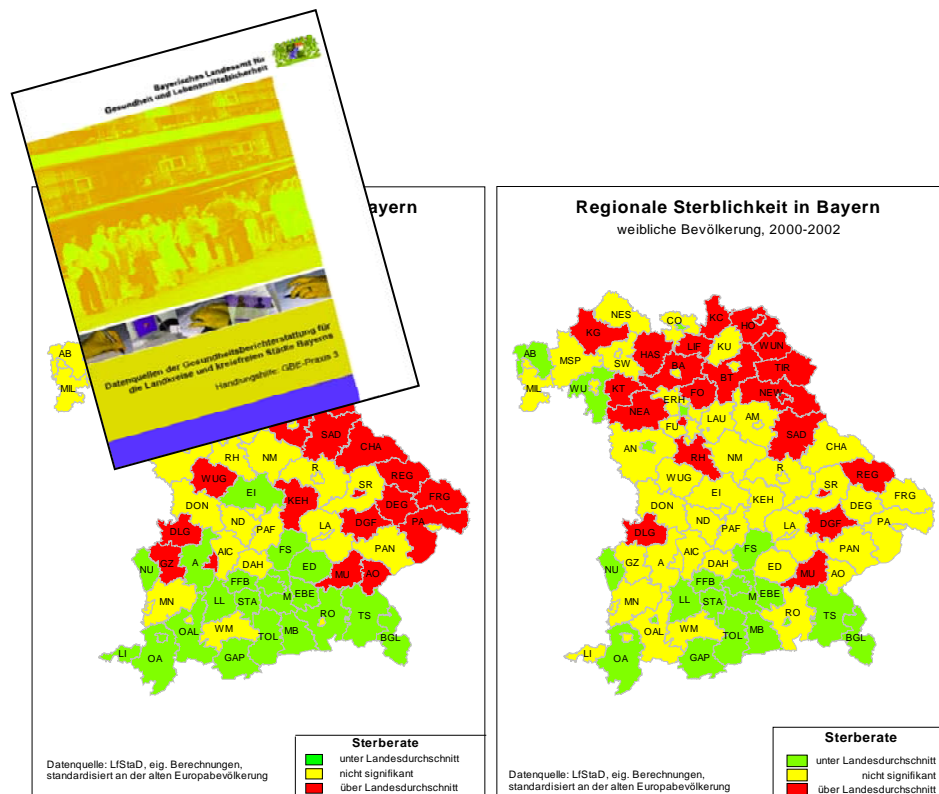 Bayerisches Landesamt für
Gesundheit und Lebensmittelsicherheit
Datenquellen der Gesundheitsberichterstattung für
die Landkreise und kreisfreien Städte Bayerns
Handlungshilfe: GBE-Praxis 3
ayern
AB
MIL
SAD
CHA
RH
NM
R
REG
WUG
EI
KEH
SR
FRG
DEG
DON
ND
PAF
LA
DGF
PA
DLG
AIC
PAN
GZ
A
DAH
FS
ED
NU
MU
AO
FFB
MN
LL
STA
M
EBE
RO
TS
OAL
WM
TOL
MB
BGL
LI
OA
GAP
Datenquelle: LfStaD, eig. Berechnungen,
standardisiert an der alten Europabevölkerung
Sterberate
unter Landesdurchschnitt
nicht signifikant
über Landesdurchschnitt
Regionale Sterblichkeit in Bayern
weibliche Bevölkerung, 2000-2002
NES
CO
KC
HO
KG
AB
MSP
SW
HAS
LIF
KU
WUN
BA
TIR
MIL
WU
KT
BT
ERH
FO
NEW
NEA
FU
LAU
AM
AN
RH
NM
SAD
CHA
R
WUG
REG
EI
KEH
SR
FRG
DEG
DON
ND
PAF
LA
DGF
PA
DLG
AIC
PAN
GZ
A
DAH
FS
ED
NU
MU
AO
FFB
MN
LL
STA
M
EBE
RO
TS
OAL
WM
TOL
MB
BGL
LI
OA
GAP
Datenquelle: LfStaD, eig. Berechnungen,
standardisiert an der alten Europabevölkerung
Sterberate
unter Landesdurchschnitt
nicht signifikant
über Landesdurchschnitt